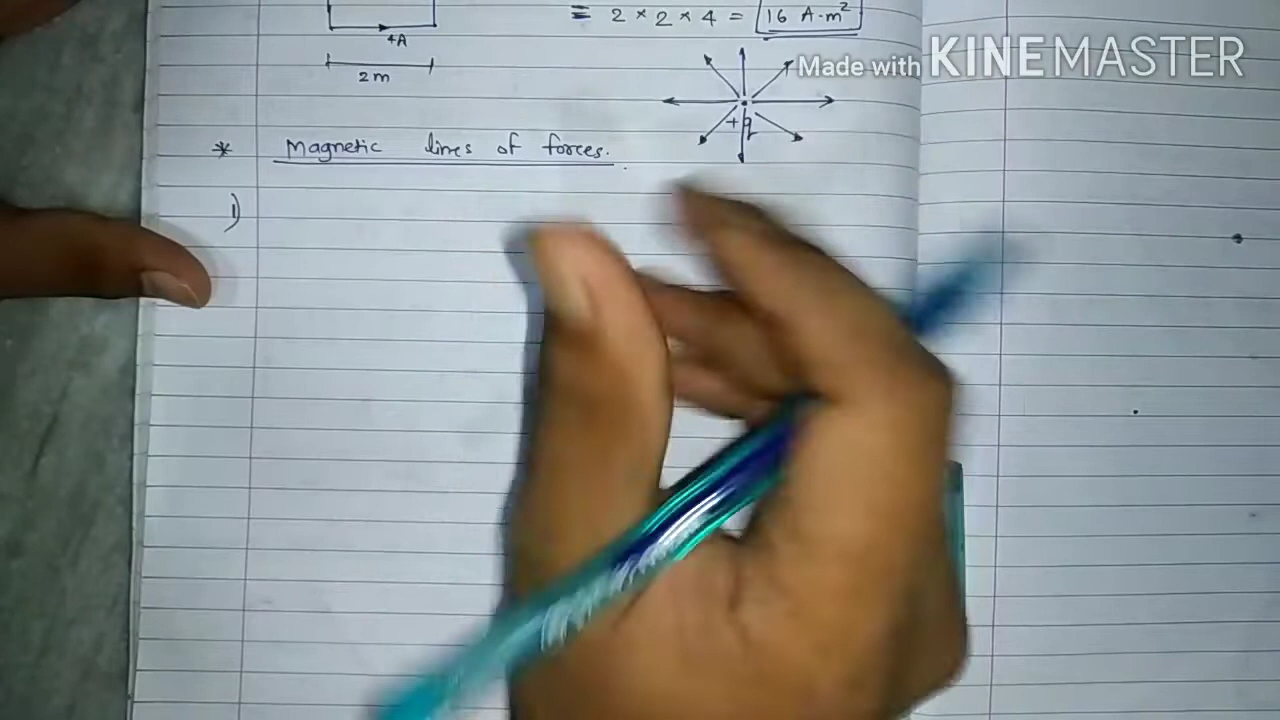 = 2 × 2 × 4 = 16 A·m²
4A
2m
Made with KINEMASTER
+q
* Magnetic lines of forces.
1)